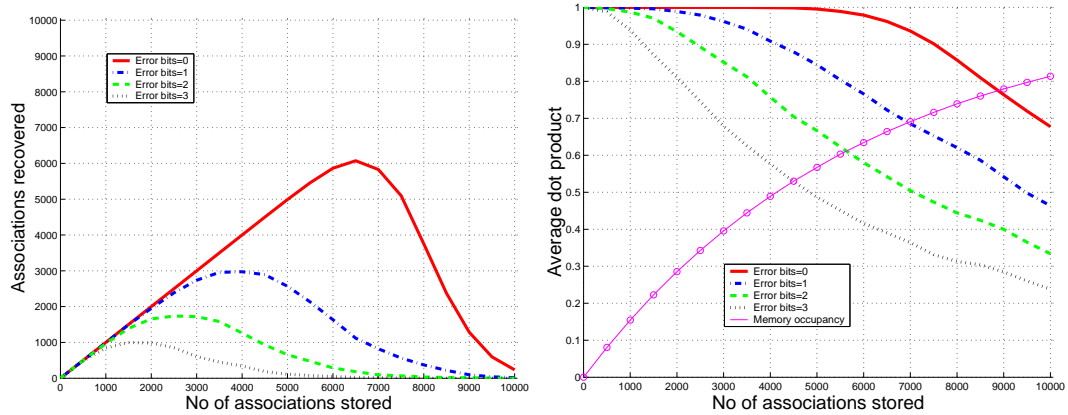 Associations recovered
10000
9000
8000
7000
6000
5000
4000
3000
2000
1000
0
Error bits=0
Error bits=1
Error bits=2
Error bits=3
0 1000 2000 3000 4000 5000 6000 7000 8000 9000 10000
No of associations stored
Average dot product
1
0.9
0.8
0.7
0.6
0.5
0.4
0.3
0.2
0.1
0
Error bits=0
Error bits=1
Error bits=2
Error bits=3
Memory occupancy
0 1000 2000 3000 4000 5000 6000 7000 8000 9000 10000
No of associations stored